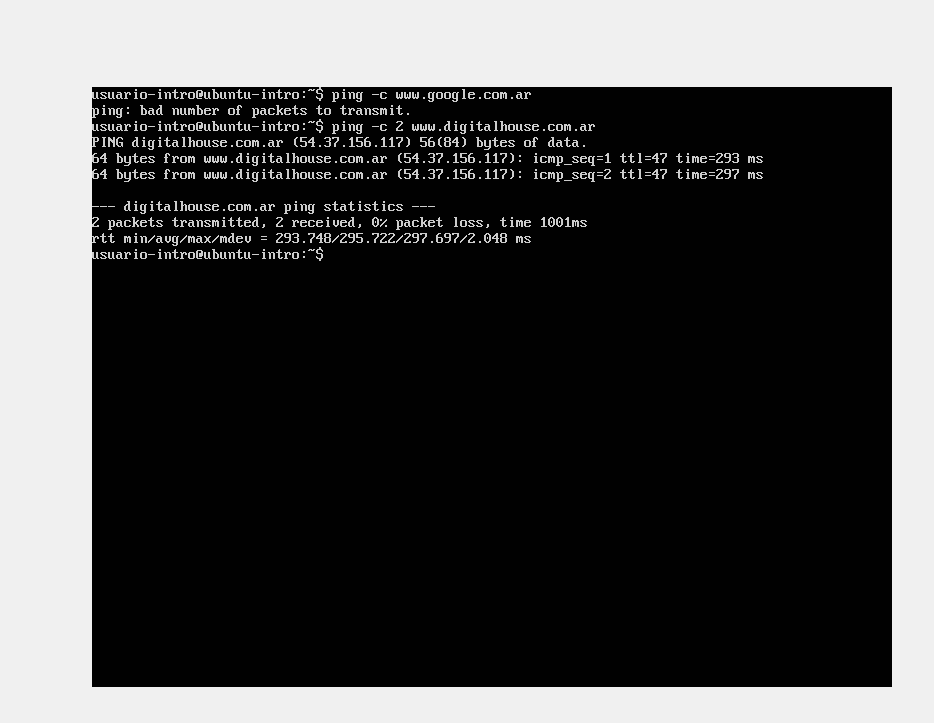 usuario-intro@ubuntu-intro:~$ ping -c www.google.com.ar
ping: bad number of packets to transmit.
usuario-intro@ubuntu-intro:~$ ping -c 2 www.digitalhouse.com.ar
PING digitalhouse.com.ar (54.37.156.117) 56(84) bytes of data.
64 bytes from www.digitalhouse.com.ar (54.37.156.117): icmp_seq=1 ttl=47 time=293 ms
64 bytes from www.digitalhouse.com.ar (54.37.156.117): icmp_seq=2 ttl=47 time=297 ms
--- digitalhouse.com.ar ping statistics ---
2 packets transmitted, 2 received, 0% packet loss, time 1001ms
rtt min/avg/max/mdev = 293.748/295.722/297.697/2.048 ms
usuario-intro@ubuntu-intro:~$